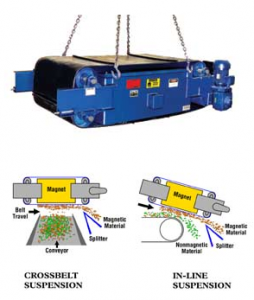 Magnet
Belt
Travel
Magnetic
Material
Splitter
Conveyor
Magnet
Magnetic
Material
Nonmagnetic
Material
Splitter
CROSSBELT
SUSPENSION
IN-LINE
SUSPENSION